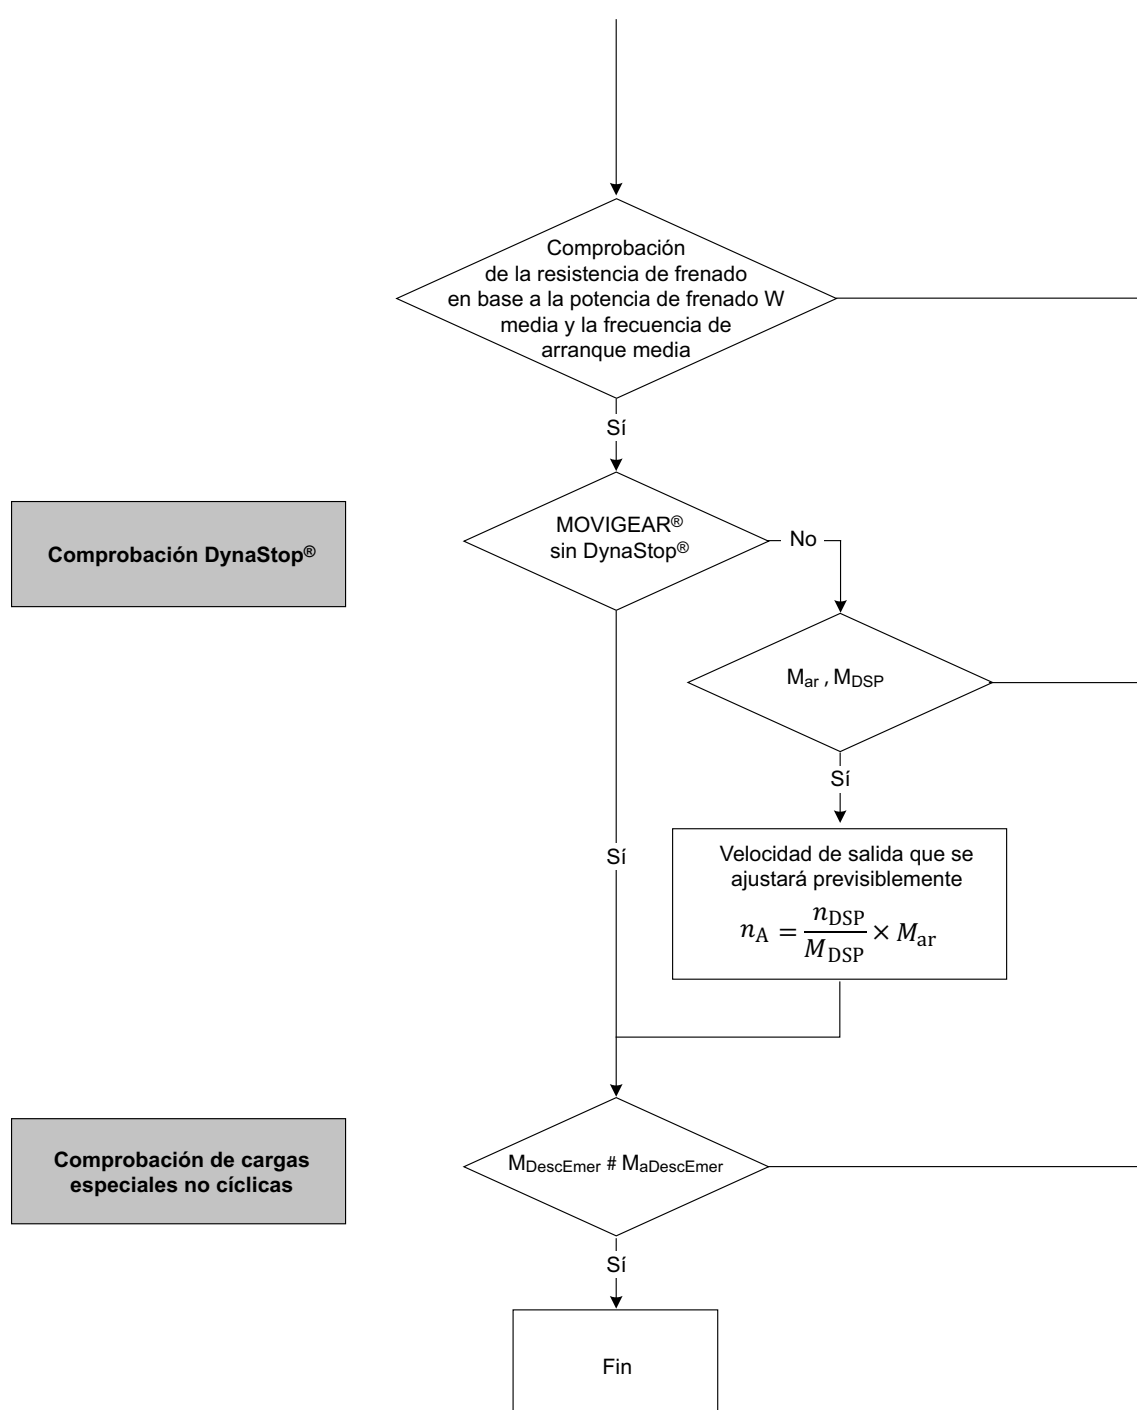 Comprobación
de la resistencia de frenado
en base a la potencia de frenado W
media y la frecuencia de
arranque media
Sí
Comprobación DynaStop®
MOVIGEAR®
sin DynaStop®
No
Mar , MDSP
Sí
Sí
Velocidad de salida que se
ajustará previsiblemente
nA = nDSP / MDSP × Mar
Comprobación de cargas
especiales no cíclicas
MDescEmer # MaDescEmer
Sí
Fin